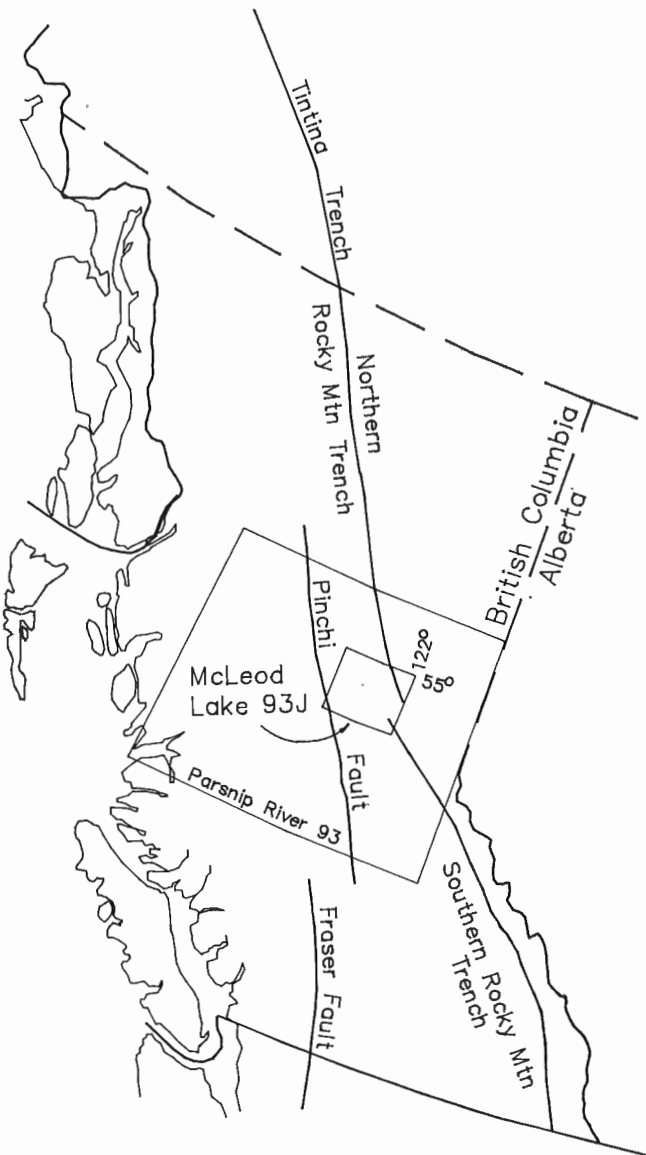 Tintina Trench
Northern
Rocky Mtn Trench
British Columbia
Alberta
Pinchi Fault
122°
55°
McLeod
Lake 93J
Parsnip River 93
Southern Rocky Mtn
Trench
Fraser Fault